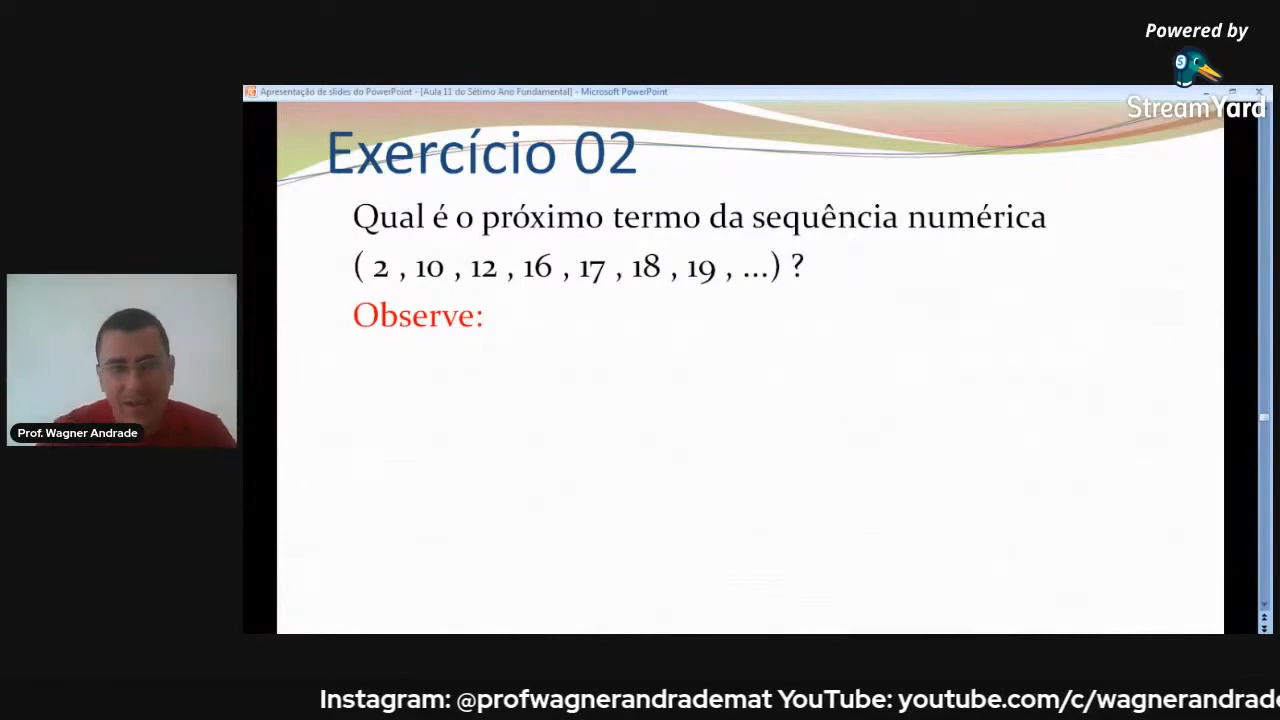 Powered by
StreamYard
Apresentação de slides do PowerPoint - [Aula 11 do Sétimo Ano Fundamental] - Microsoft PowerPoint
Exercício 02
Qual é o próximo termo da sequência numérica
( 2 , 10 , 12 , 16 , 17 , 18 , 19 , ...) ?
Observe:
Prof. Wagner Andrade
Instagram: @profwagnerandrademat YouTube: youtube.com/c/wagnerandrade